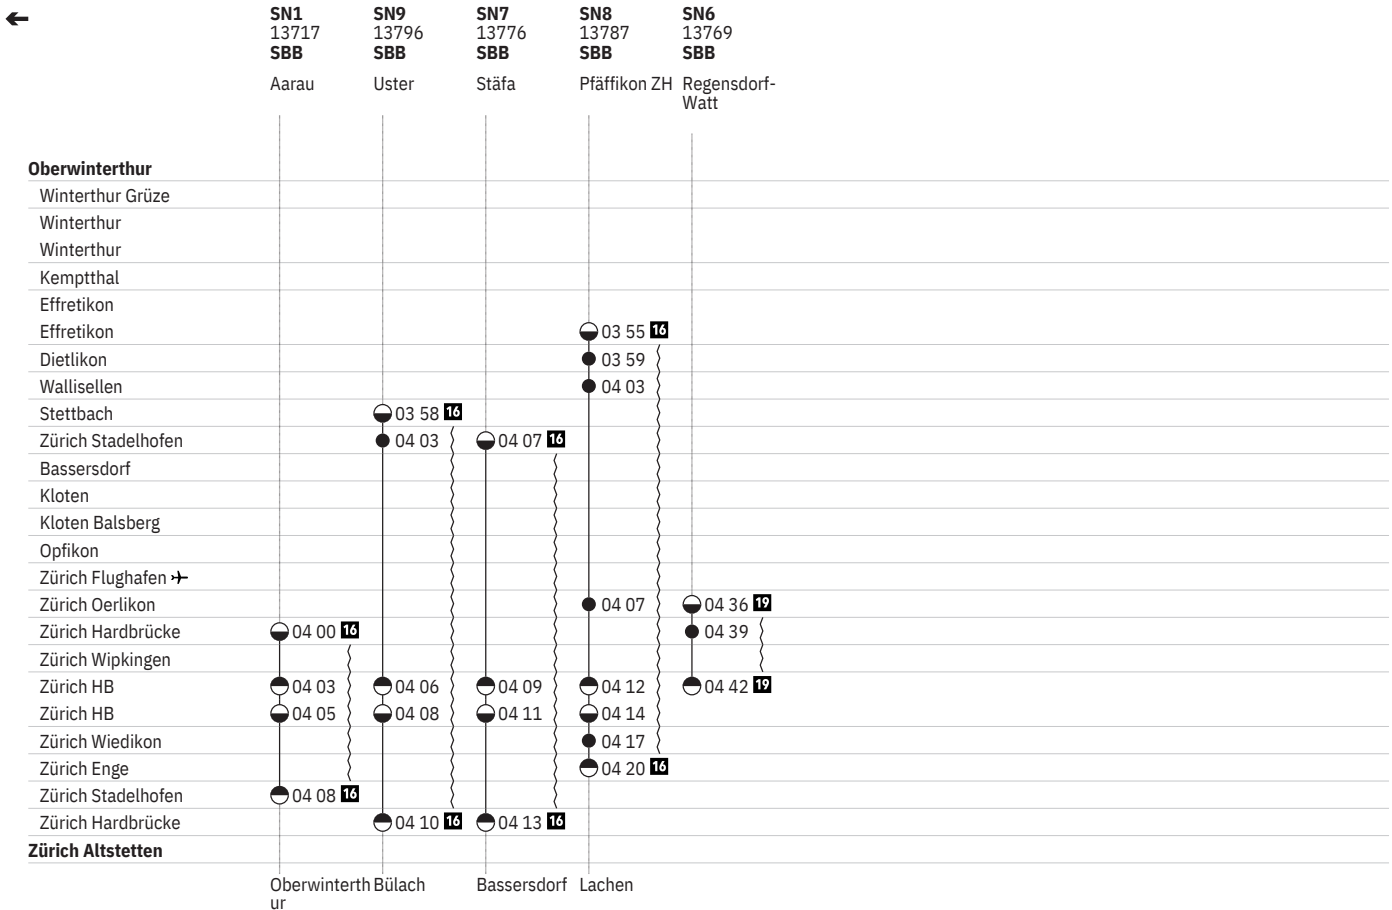 SN1 SN9 SN7 SN8 SN6
13717 13796 13776 13787 13769
SBB SBB SBB SBB SBB
Aarau Uster Stäfa Pfäffikon ZH Regensdorf-
Watt
Oberwinterthur
Winterthur Grüze
Winterthur
Winterthur
Kemptthal
Effretikon
Effretikon 03 55 16
Dietlikon 03 59
Wallisellen 04 03
Stettbach 03 58 16
Zürich Stadelhofen 04 03 04 07 16
Bassersdorf
Kloten
Kloten Balsberg
Opfikon
Zürich Flughafen
Zürich Oerlikon 04 07 04 36 19
Zürich Hardbrücke 04 00 16 04 39
Zürich Wipkingen
Zürich HB 04 03 04 06 04 09 04 12 04 42 19
Zürich HB 04 05 04 08 04 11 04 14
Zürich Wiedikon 04 17
Zürich Enge 04 20 16
Zürich Stadelhofen 04 08 16
Zürich Hardbrücke 04 10 16 04 13 16
Zürich Altstetten
Oberwinterth Bülach Bassersdorf Lachen
ur